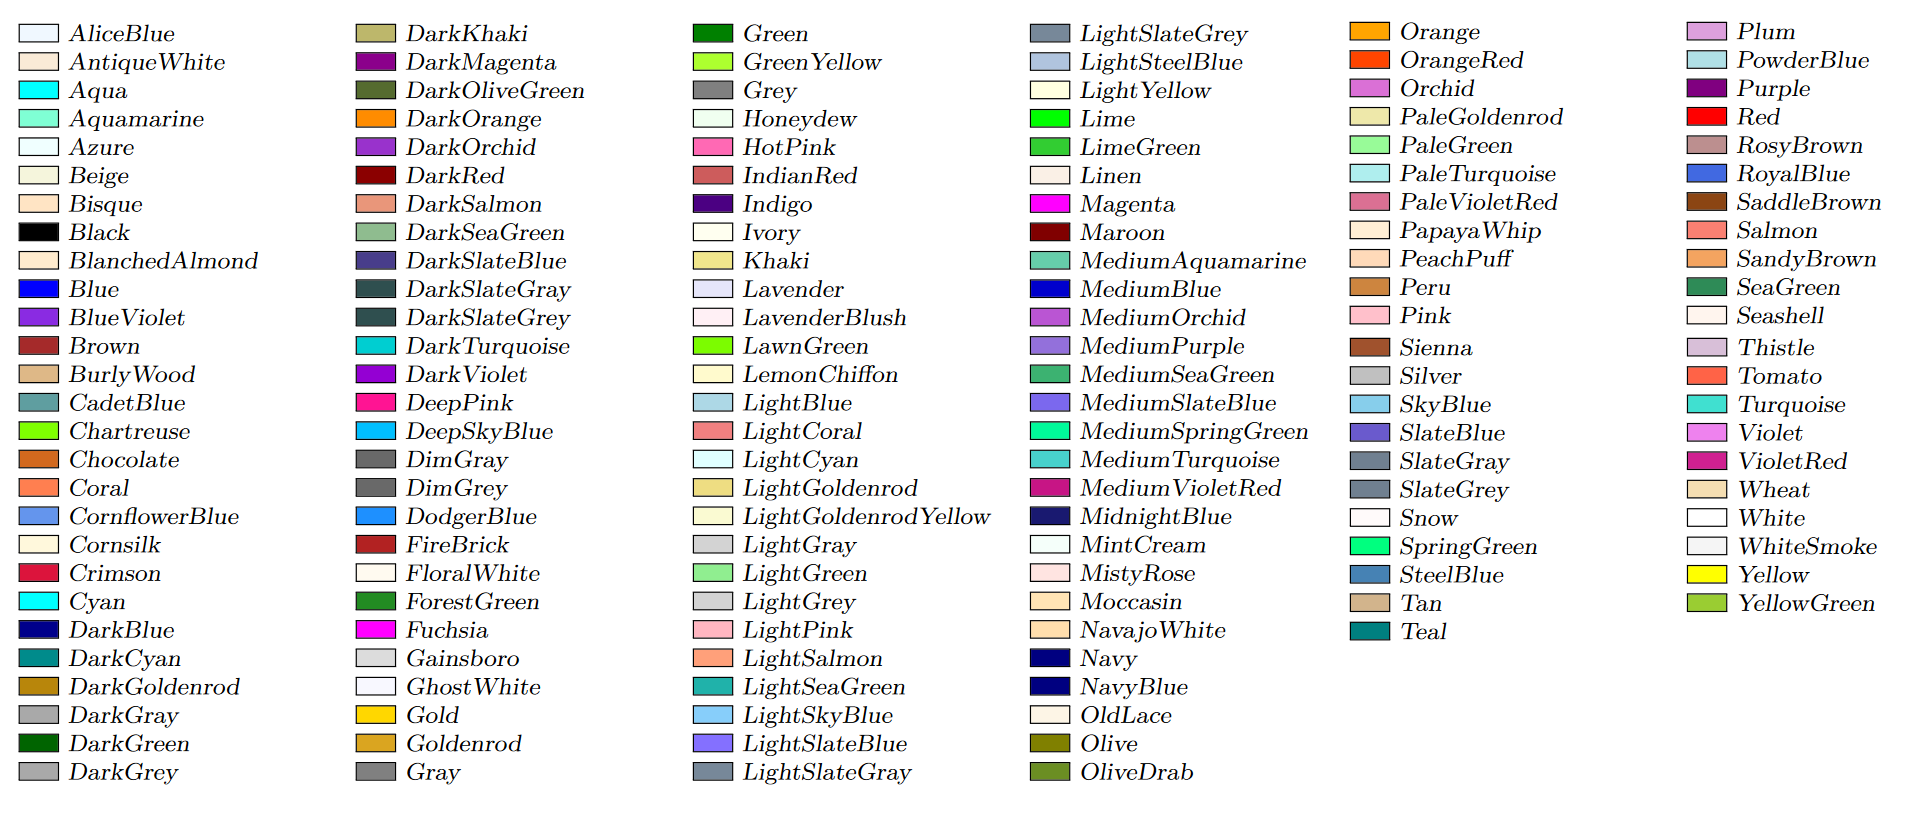 AliceBlue
AntiqueWhite
Aqua
Aquamarine
Azure
Beige
Bisque
Black
BlanchedAlmond
Blue
BlueViolet
Brown
BurlyWood
CadetBlue
Chartreuse
Chocolate
Coral
CornflowerBlue
Cornsilk
Crimson
Cyan
DarkBlue
DarkCyan
DarkGoldenrod
DarkGray
DarkGreen
DarkGrey
DarkKhaki
DarkMagenta
DarkOliveGreen
DarkOrange
DarkOrchid
DarkRed
DarkSalmon
DarkSeaGreen
DarkSlateBlue
DarkSlateGray
DarkSlateGrey
DarkTurquoise
DarkViolet
DeepPink
DeepSkyBlue
DimGray
DimGrey
DodgerBlue
FireBrick
FloralWhite
ForestGreen
Fuchsia
Gainsboro
GhostWhite
Gold
Goldenrod
Gray
Green
GreenYellow
Grey
Honeydew
HotPink
IndianRed
Indigo
Ivory
Khaki
Lavender
LavenderBlush
LawnGreen
LemonChiffon
LightBlue
LightCoral
LightCyan
LightGoldenrod
LightGoldenrodYellow
LightGray
LightGreen
LightGrey
LightPink
LightSalmon
LightSeaGreen
LightSkyBlue
LightSlateBlue
LightSlateGray
LightSlateGrey
LightSteelBlue
LightYellow
Lime
LimeGreen
Linen
Magenta
Maroon
MediumAquamarine
MediumBlue
MediumOrchid
MediumPurple
MediumSeaGreen
MediumSlateBlue
MediumSpringGreen
MediumTurquoise
MediumVioletRed
MidnightBlue
MintCream
MistyRose
Moccasin
NavajoWhite
Navy
NavyBlue
OldLace
Olive
OliveDrab
Orange
OrangeRed
Orchid
PaleGoldenrod
PaleGreen
PaleTurquoise
PaleVioletRed
PapayaWhip
PeachPuff
Peru
Pink
Sienna
Silver
SkyBlue
SlateBlue
SlateGray
SlateGrey
Snow
SpringGreen
SteelBlue
Tan
Teal
Plum
PowderBlue
Purple
Red
RosyBrown
RoyalBlue
SaddleBrown
Salmon
SandyBrown
SeaGreen
Seashell
Thistle
Tomato
Turquoise
Violet
VioletRed
Wheat
White
WhiteSmoke
Yellow
YellowGreen